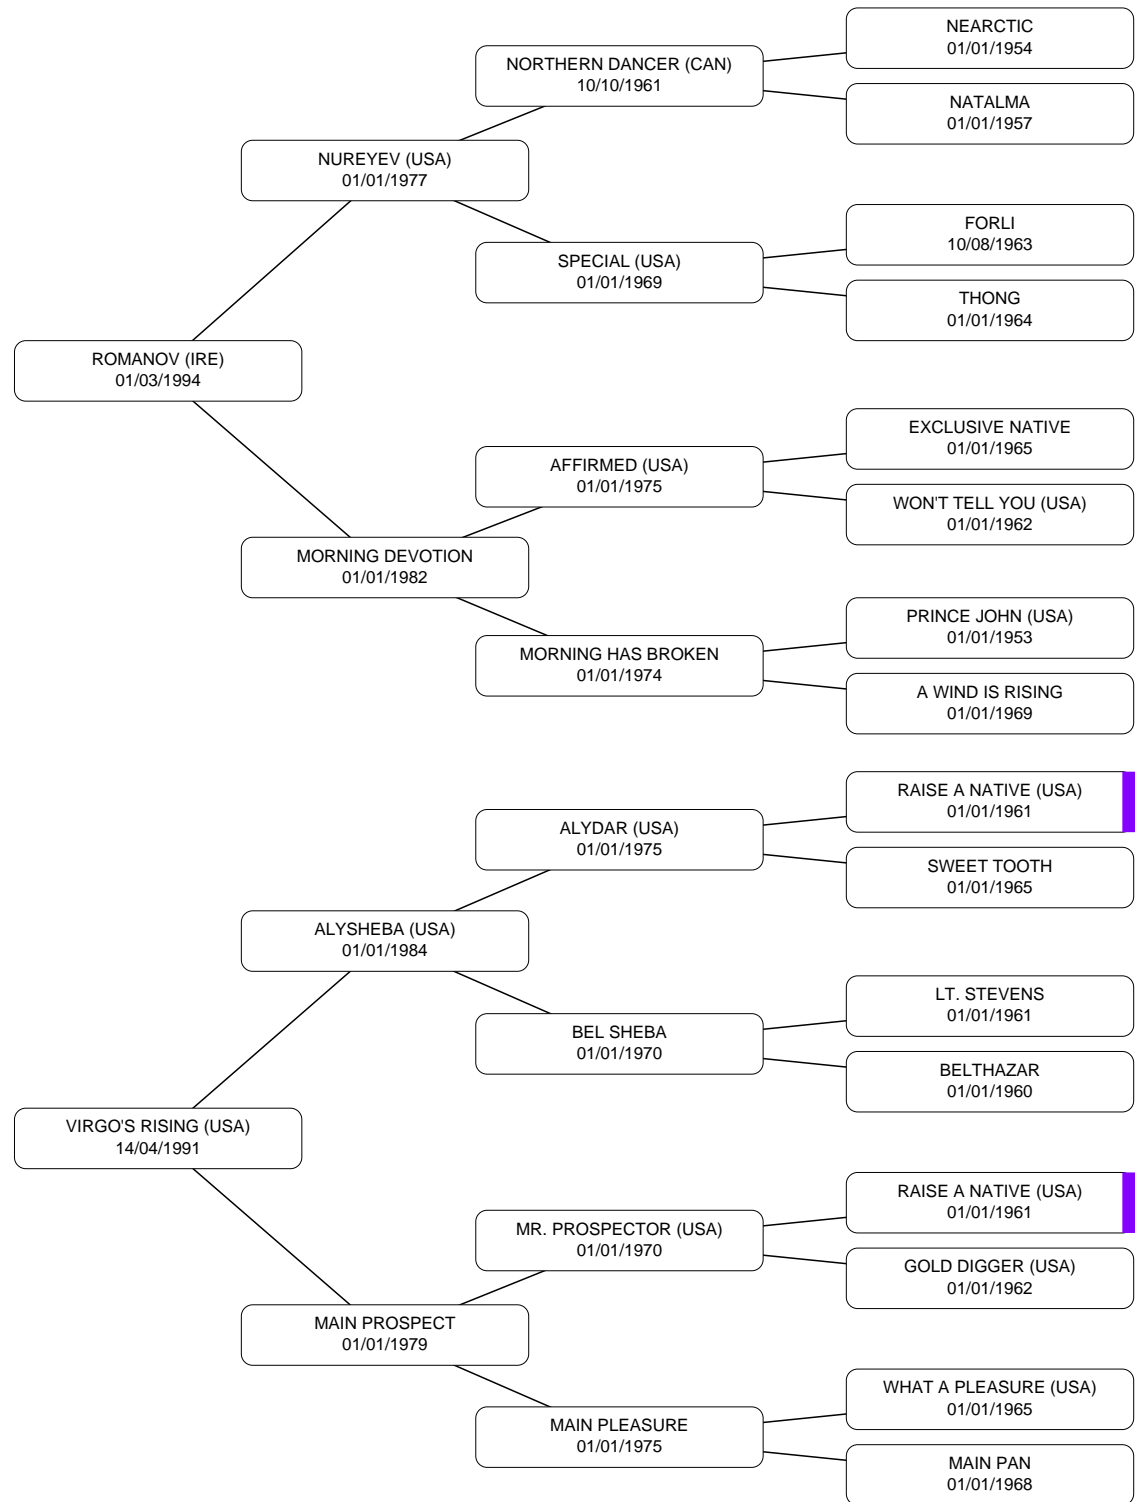 NEARCTIC
01/01/1954
NORTHERN DANCER (CAN)
10/10/1961
NATALMA
01/01/1957
NUREYEV (USA)
01/01/1977
FORLI
10/08/1963
SPECIAL (USA)
01/01/1969
THONG
01/01/1964
ROMANOV (IRE)
01/03/1994
EXCLUSIVE NATIVE
01/01/1965
AFFIRMED (USA)
01/01/1975
WON'T TELL YOU (USA)
01/01/1962
MORNING DEVOTION
01/01/1982
PRINCE JOHN (USA)
01/01/1953
MORNING HAS BROKEN
01/01/1974
A WIND IS RISING
01/01/1969
RAISE A NATIVE (USA)
01/01/1961
ALYDAR (USA)
01/01/1975
SWEET TOOTH
01/01/1965
ALYSHEBA (USA)
01/01/1984
LT. STEVENS
01/01/1961
BEL SHEBA
01/01/1970
BELTHAZAR
01/01/1960
VIRGO'S RISING (USA)
14/04/1991
RAISE A NATIVE (USA)
01/01/1961
MR. PROSPECTOR (USA)
01/01/1970
GOLD DIGGER (USA)
01/01/1962
MAIN PROSPECT
01/01/1979
WHAT A PLEASURE (USA)
01/01/1965
MAIN PLEASURE
01/01/1975
MAIN PAN
01/01/1968